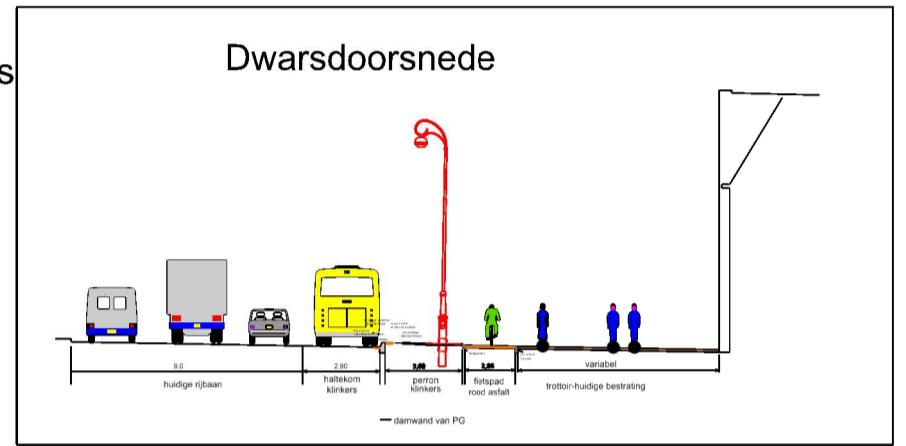 s
Dwarsdoorsnede
9.0
2.90
variabel
huidige rijbaan
haltekom
klinkers
perron
klinkers
fietspad
rood asfalt
trottoir-huidige bestrating
damwand van PG